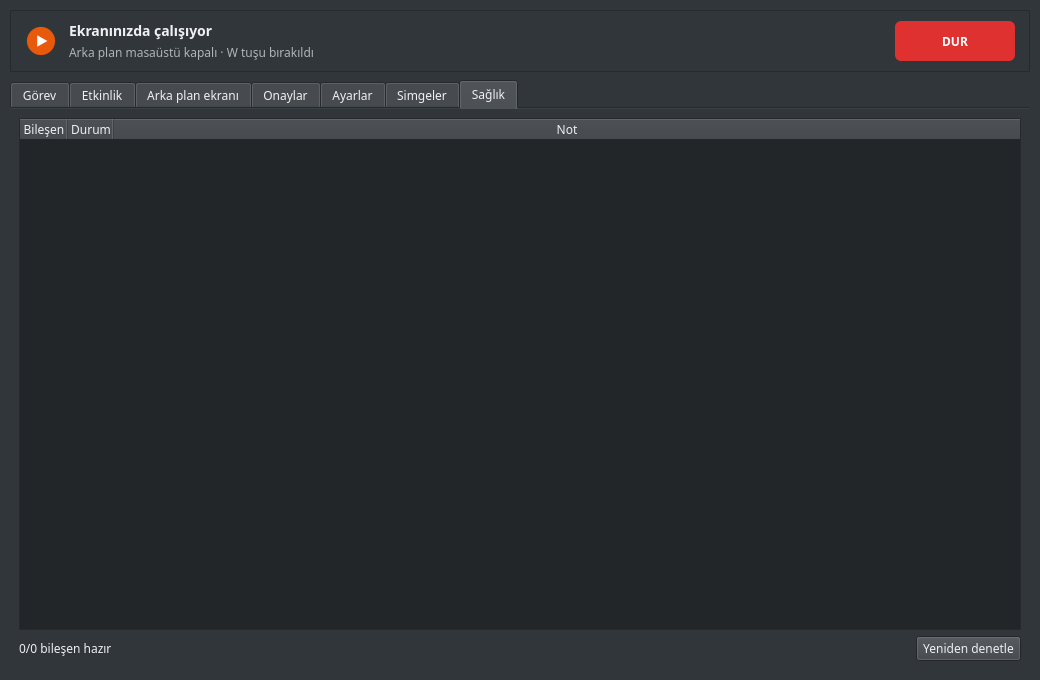 Ekranınızda çalışıyor
Arka plan masaüstü kapalı · W tuşu bırakıldı
DUR
Görev Etkinlik Arka plan ekranı Onaylar Ayarlar Simgeler Sağlık
Bileşen Durum Not
0/0 bileşen hazır
Yeniden denetle